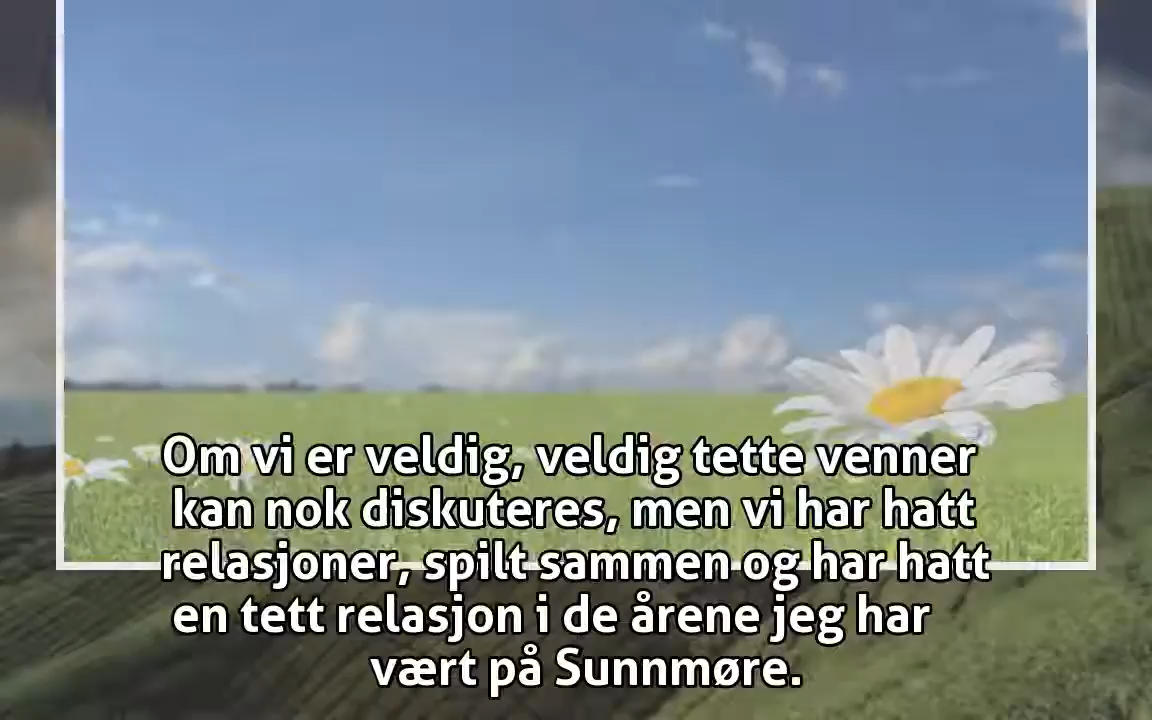 Om vi er veldig, veldig tette venner
kan nok diskuteres, men vi har hatt
relasjoner, spilt sammen og har hatt
en tett relasjon i de årene jeg har
vært på Sunnmøre.